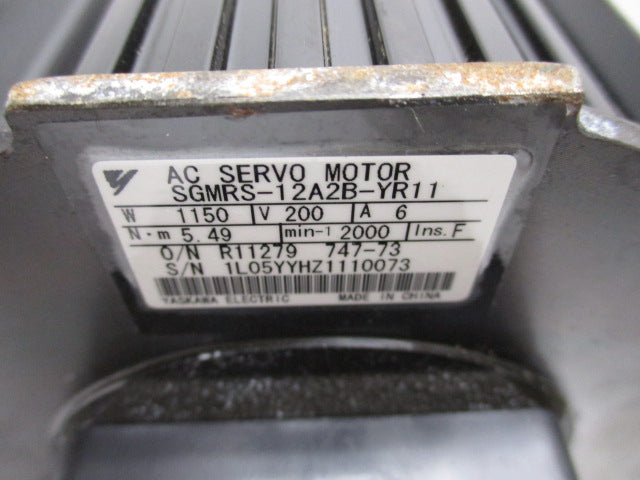 AC SERVO MOTOR
SGMRS-12A2B-YR11
W 1150 V 200 A 6
N·m 5.49 min-1 2000 Ins.F
O/N R11279 747-73
S/N 1L05YYHZ1110073
YASKAWA ELECTRIC MADE IN CHINA